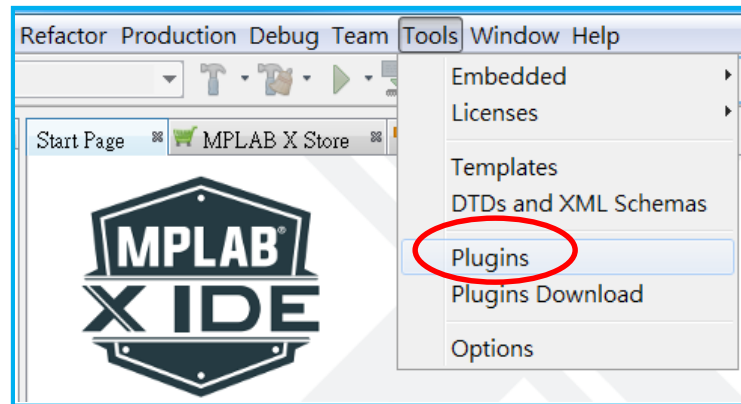 Refactor Production Debug Team Tools Window Help
Embedded
Licenses
Start Page
MPLAB X Store
Templates
DTDs and XML Schemas
MPLAB®
X IDE
Plugins
Plugins Download
Options